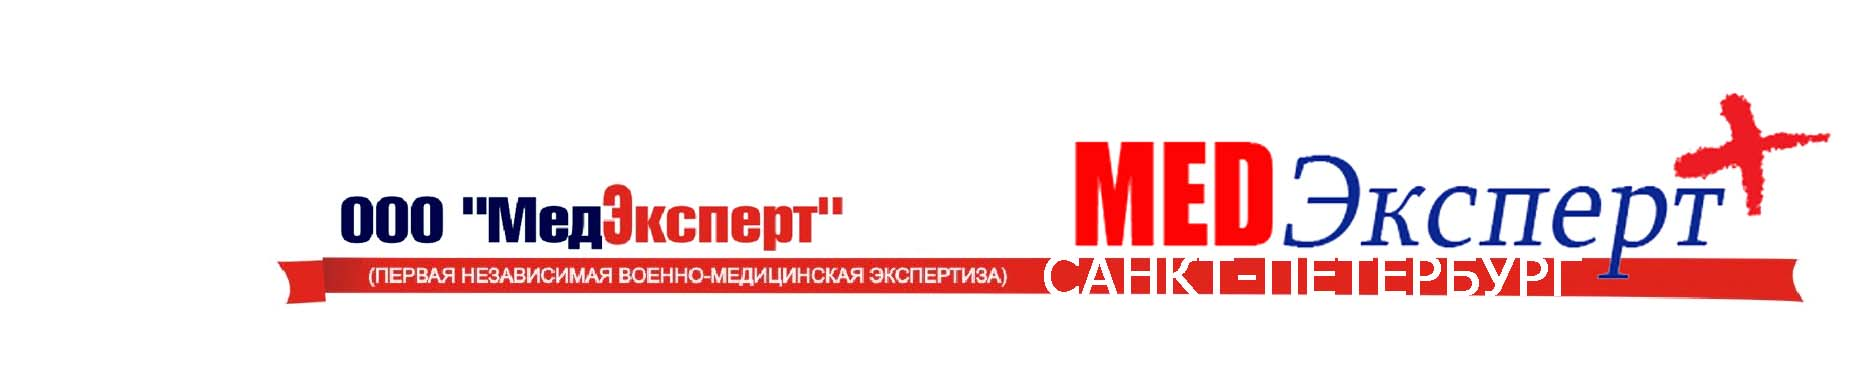 ООО "МедЭксперт"
(ПЕРВАЯ НЕЗАВИСИМАЯ ВОЕННО-МЕДИЦИНСКАЯ ЭКСПЕРТИЗА)
MEDЭксперт
САНКТ-ПЕТЕРБУРГ